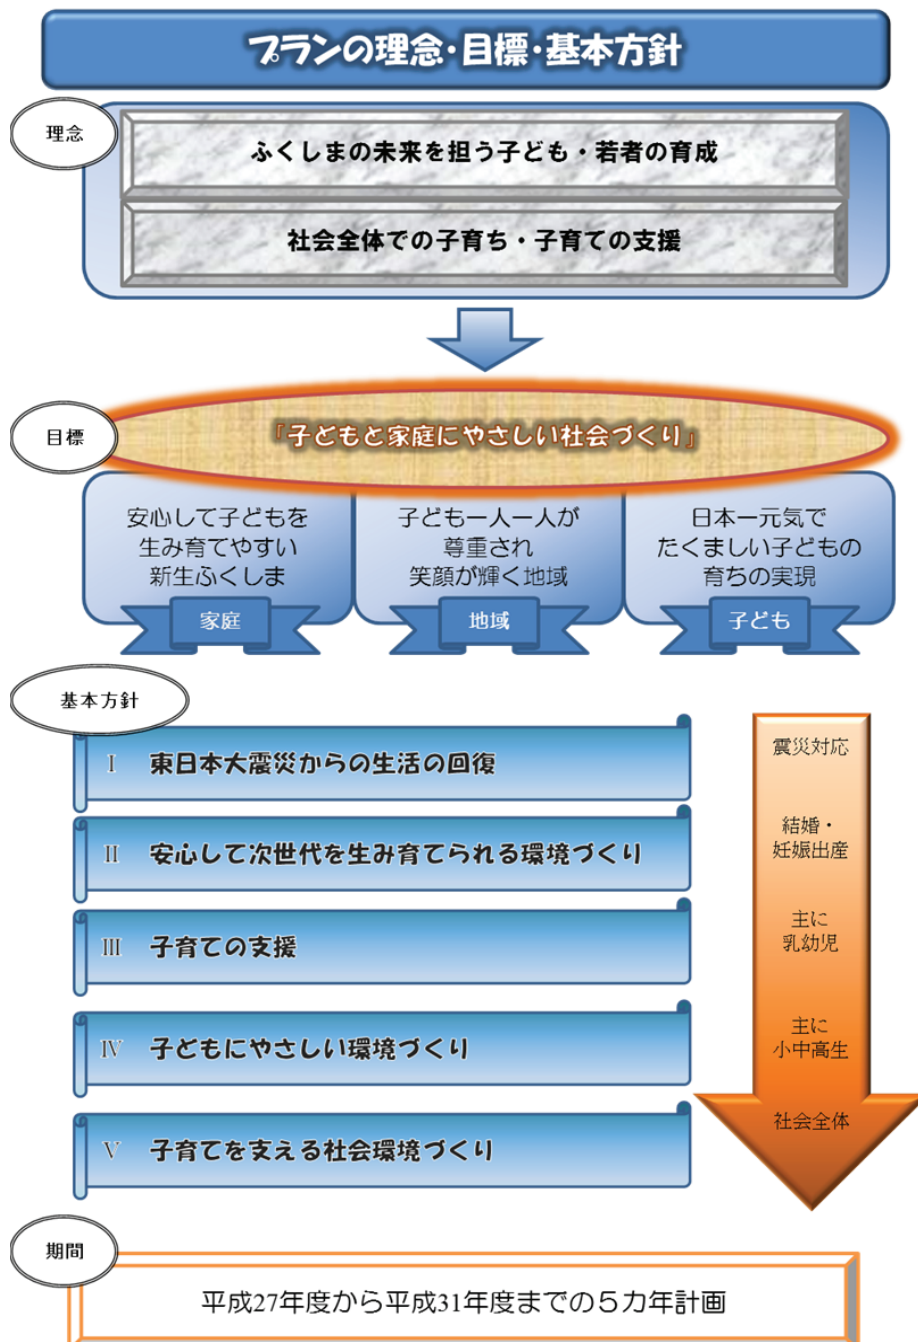 プランの理念・目標・基本方針
理念
ふくしまの未来を担う子ども・若者の育成
社会全体での子育ち・子育ての支援
目標
『子どもと家庭にやさしい社会づくり』
安心して子どもを
生み育てやすい
新生ふくしま
家庭
子ども一人一人が
尊重され
笑顔が輝く地域
地域
日本一元気で
たくましい子どもの
育ちの実現
子ども
基本方針
Ⅰ 東日本大震災からの生活の回復
震災対応
Ⅱ 安心して次世代を生み育てられる環境づくり
結婚・
妊娠出産
Ⅲ 子育ての支援
主に
乳幼児
Ⅳ 子どもにやさしい環境づくり
主に
小中高生
Ⅴ 子育てを支える社会環境づくり
社会全体
期間
平成27年度から平成31年度までの５カ年計画